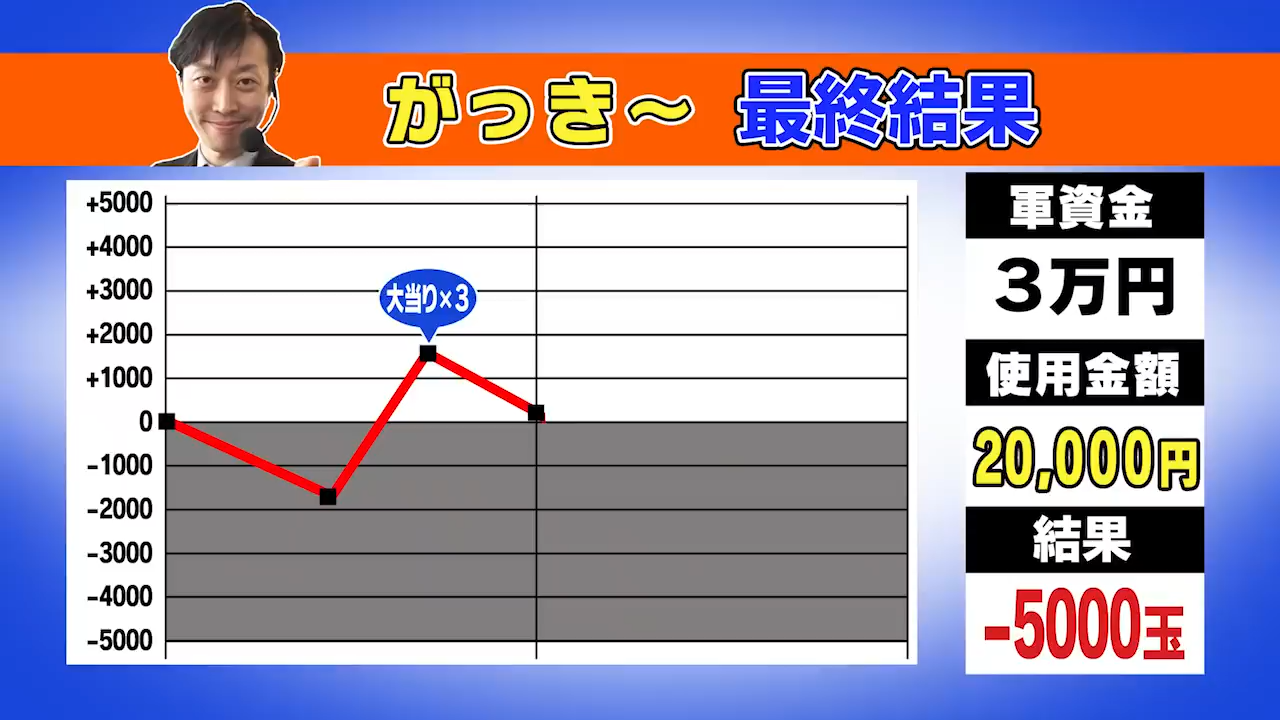 がっき〜 最終結果
+5000
+4000
+3000
+2000
+1000
0
-1000
-2000
-3000
-4000
-5000
大当り×3
軍資金
3万円
使用金額
20,000円
結果
-5000玉